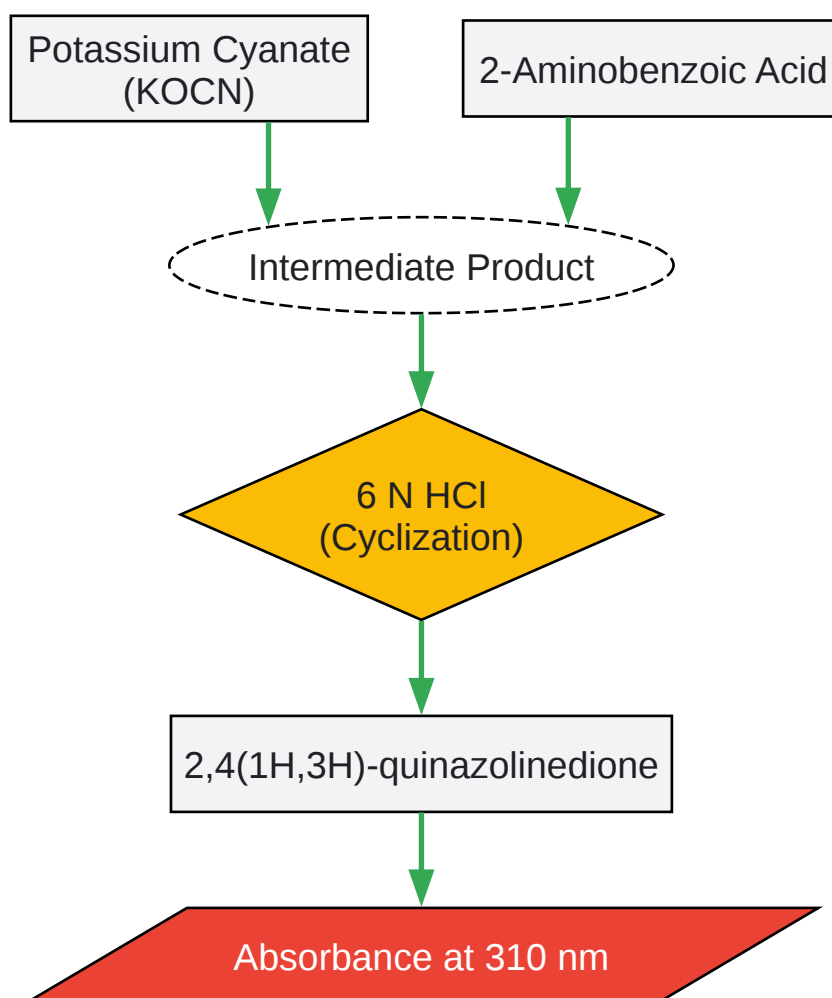 Potassium Cyanate
(KOCN)
2-Aminobenzoic Acid
Intermediate Product
6 N HCl
(Cyclization)
2,4(1H,3H)-quinazolinedione
Absorbance at 310 nm